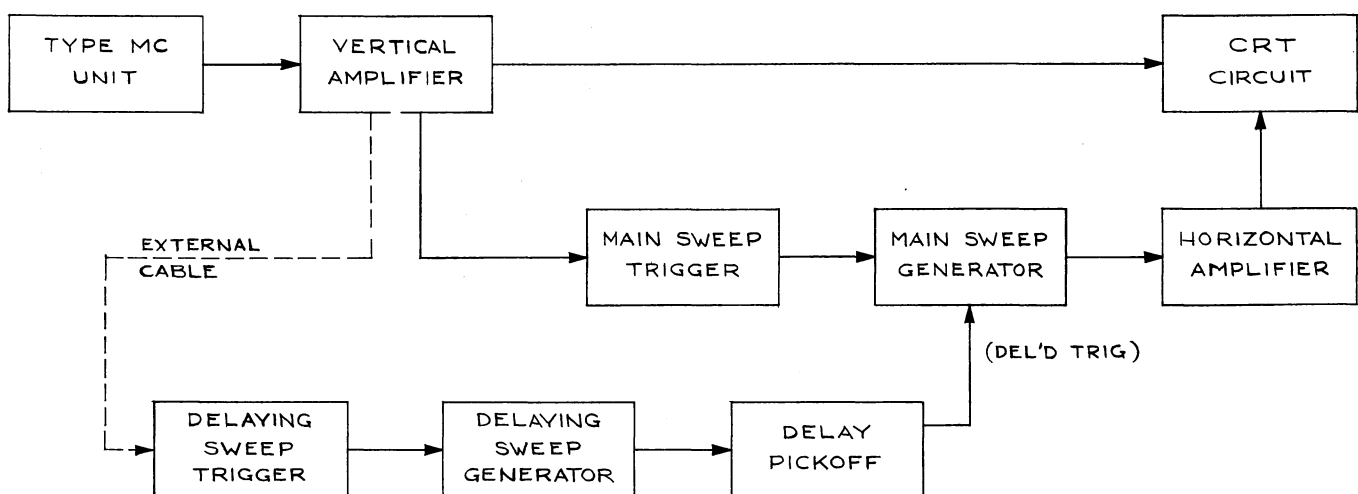 TYPE MC
UNIT
VERTICAL
AMPLIFIER
CRT
CIRCUIT
EXTERNAL
CABLE
MAIN SWEEP
TRIGGER
MAIN SWEEP
GENERATOR
HORIZONTAL
AMPLIFIER
(DEL'D TRIG)
DELAYING
SWEEP
TRIGGER
DELAYING
SWEEP
GENERATOR
DELAY
PICKOFF